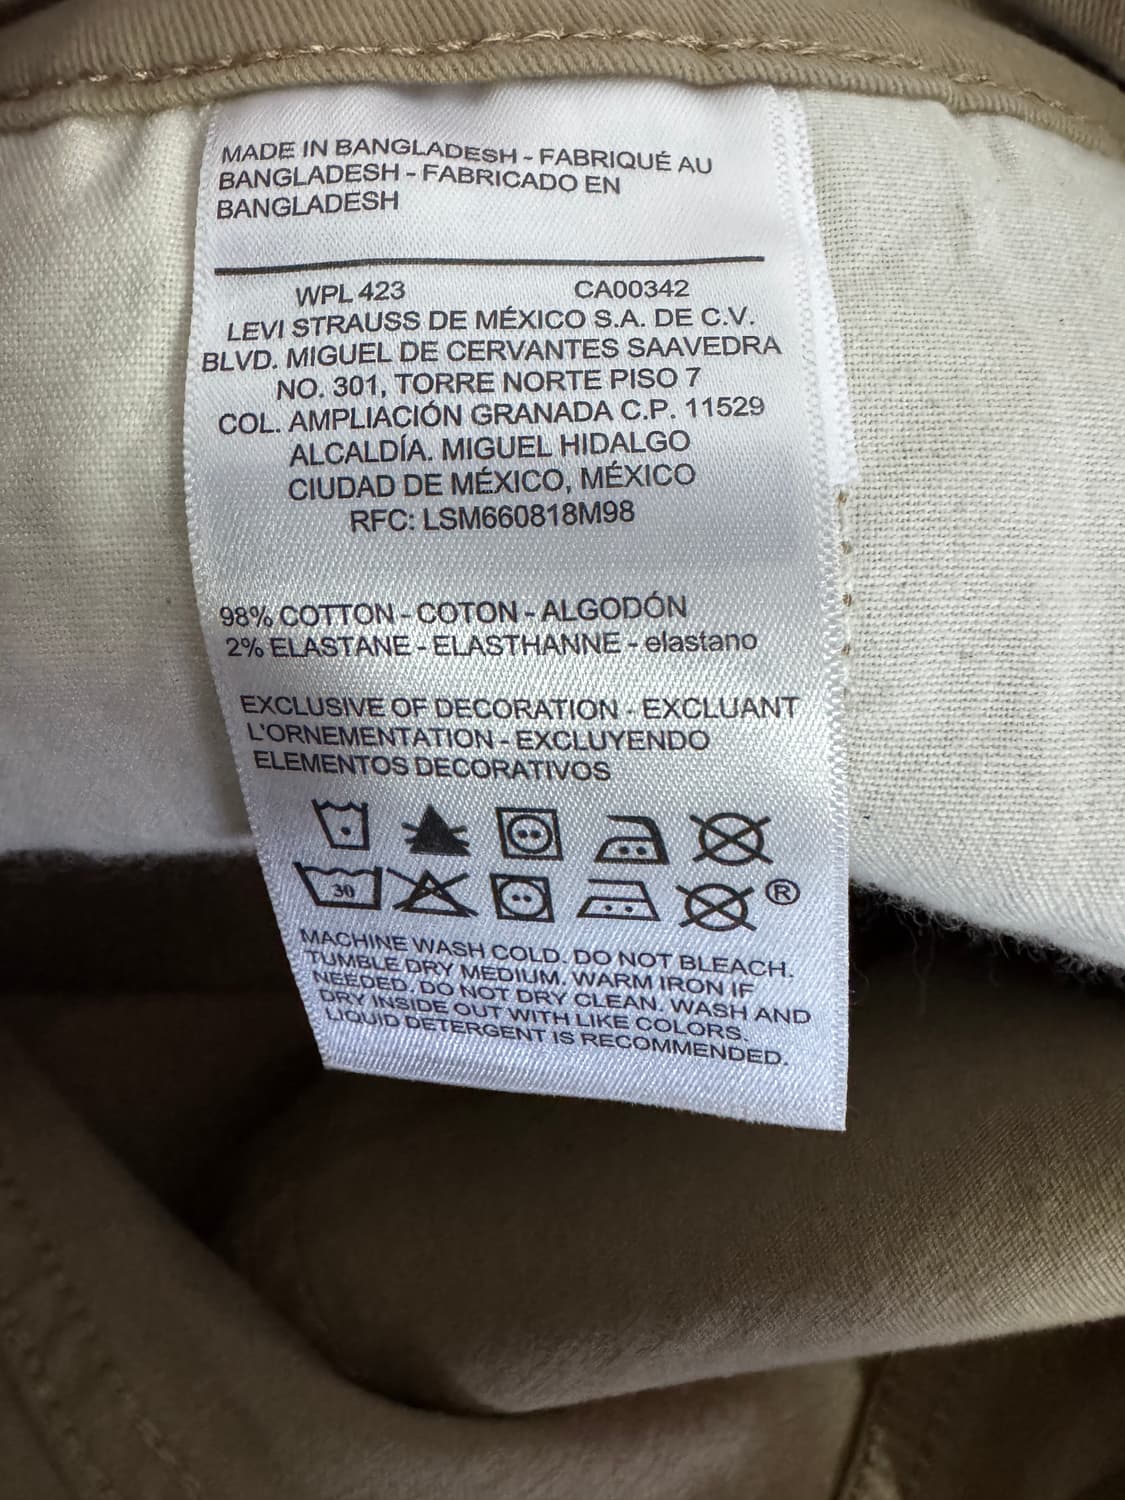 MADE IN BANGLADESH - FABRIQUÉ AU
BANGLADESH - FABRICADO EN
BANGLADESH
WPL 423 CA00342
LEVI STRAUSS DE MÉXICO S.A. DE C.V.
BLVD. MIGUEL DE CERVANTES SAAVEDRA
NO. 301, TORRE NORTE PISO 7
COL. AMPLIACIÓN GRANADA C.P. 11529
ALCALDÍA. MIGUEL HIDALGO
CIUDAD DE MÉXICO, MÉXICO
RFC: LSM660818M98
98% COTTON - COTON - ALGODÓN
2% ELASTANE - ELASTHANNE - elastano
EXCLUSIVE OF DECORATION - EXCLUANT
L'ORNEMENTATION - EXCLUYENDO
ELEMENTOS DECORATIVOS
30 ®
MACHINE WASH COLD. DO NOT BLEACH.
TUMBLE DRY MEDIUM. WARM IRON IF
NEEDED. DO NOT DRY CLEAN. WASH AND
DRY INSIDE OUT WITH LIKE COLORS.
LIQUID DETERGENT IS RECOMMENDED.